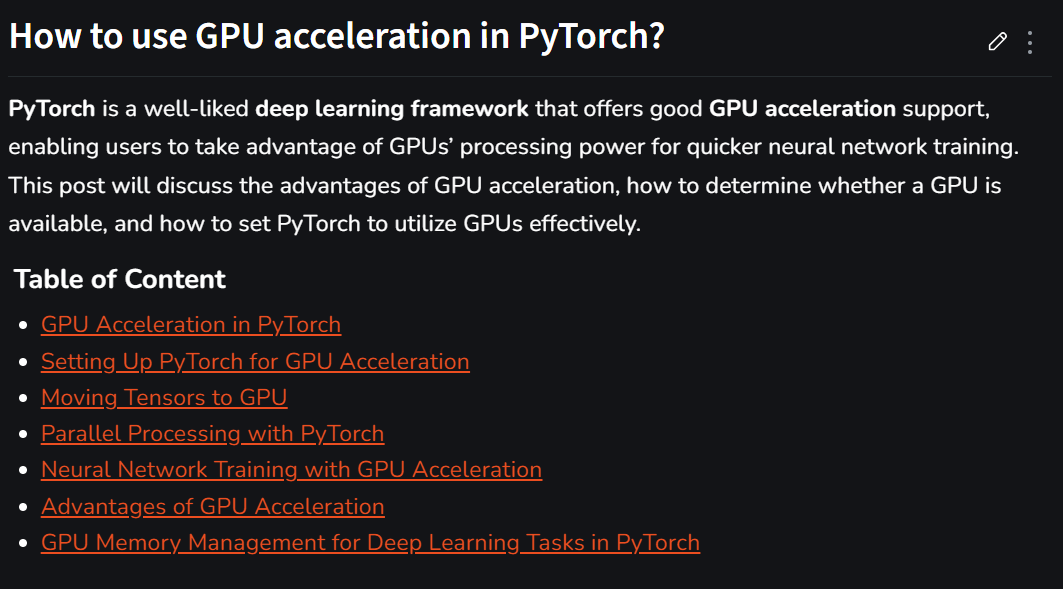 How to use GPU acceleration in PyTorch?
PyTorch is a well-liked deep learning framework that offers good GPU acceleration support,
enabling users to take advantage of GPUs’ processing power for quicker neural network training.
This post will discuss the advantages of GPU acceleration, how to determine whether a GPU is
available, and how to set PyTorch to utilize GPUs effectively.
Table of Content
GPU Acceleration in PyTorch
Setting Up PyTorch for GPU Acceleration
Moving Tensors to GPU
Parallel Processing with PyTorch
Neural Network Training with GPU Acceleration
Advantages of GPU Acceleration
GPU Memory Management for Deep Learning Tasks in PyTorch